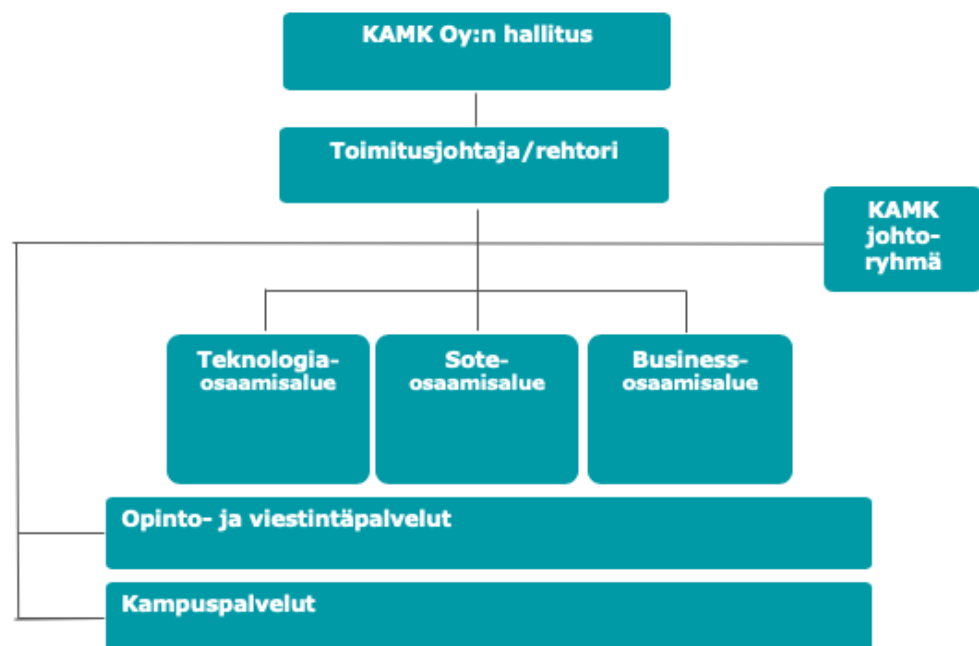 KAMK Oy:n hallitus
Toimitusjohtaja/rehtori
KAMK
johto-
ryhmä
Teknologia-
osaamisalue
Sote-
osaamisalue
Business-
osaamisalue
Opinto- ja viestintäpalvelut
Kampuspalvelut